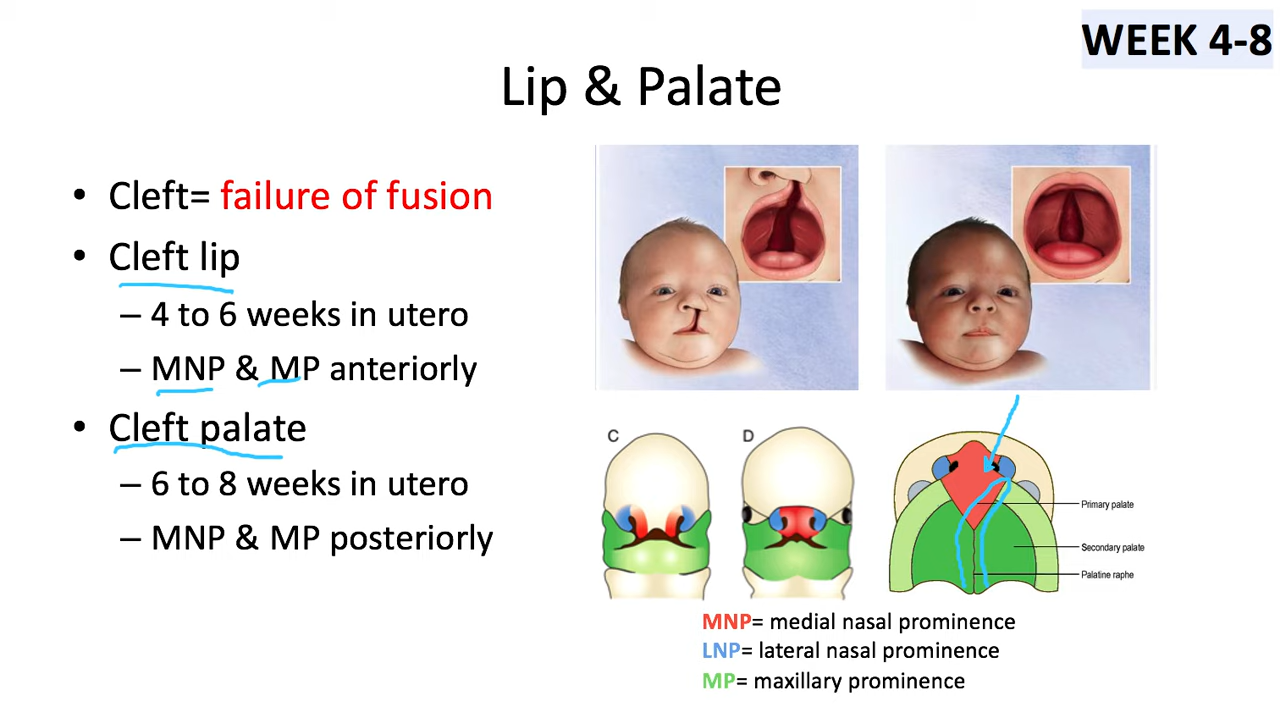 WEEK 4-8
Lip & Palate
• Cleft= failure of fusion
• Cleft lip
– 4 to 6 weeks in utero
– MNP & MP anteriorly
• Cleft palate
– 6 to 8 weeks in utero
– MNP & MP posteriorly
C
D
Primary palate
Secondary palate
Palatine raphe
MNP= medial nasal prominence
LNP= lateral nasal prominence
MP= maxillary prominence